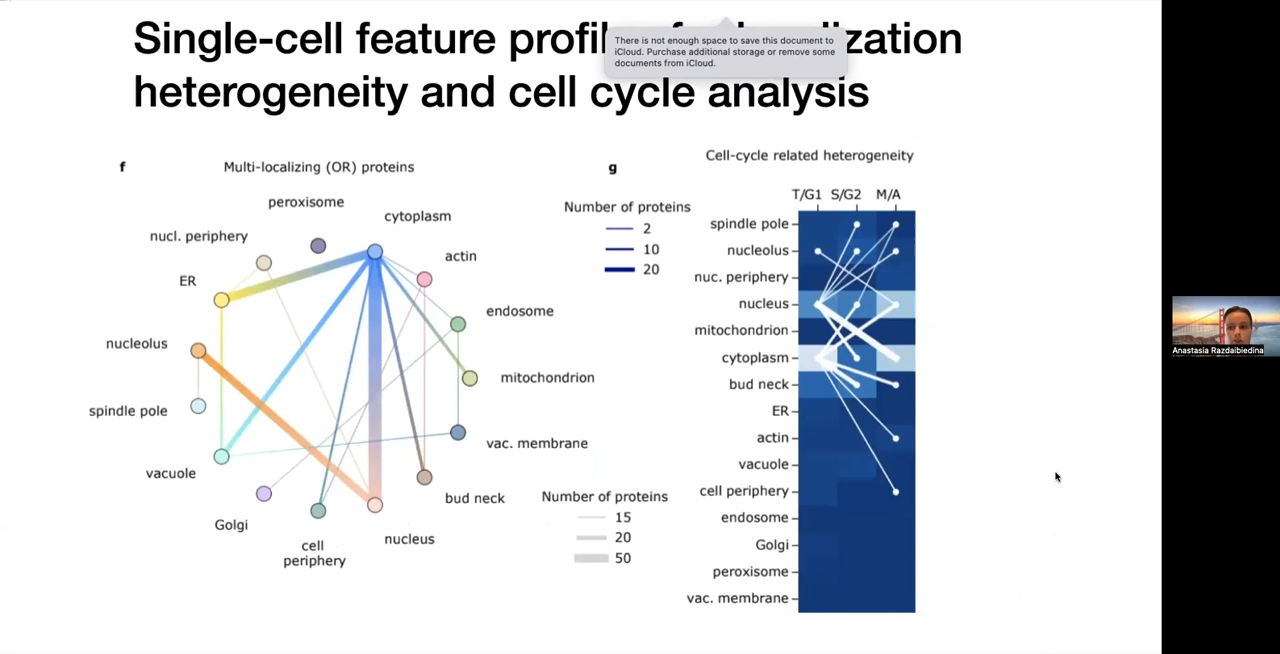 Single-cell feature profil zation
heterogeneity and cell cycle analysis
There is not enough space to save this document to
iCloud. Purchase additional storage or remove some
documents from iCloud.
f
Multi-localizing (OR) proteins
peroxisome
cytoplasm
nucl. periphery
actin
ER
endosome
nucleolus
mitochondrion
spindle pole
vac. membrane
vacuole
bud neck
Golgi
nucleus
cell
periphery
g
Number of proteins
2
10
20
Number of proteins
15
20
50
Cell-cycle related heterogeneity
T/G1 S/G2 M/A
spindle pole
nucleolus
nuc. periphery
nucleus
mitochondrion
cytoplasm
bud neck
ER
actin
vacuole
cell periphery
endosome
Golgi
peroxisome
vac. membrane
Anastasia Razdaibiedina